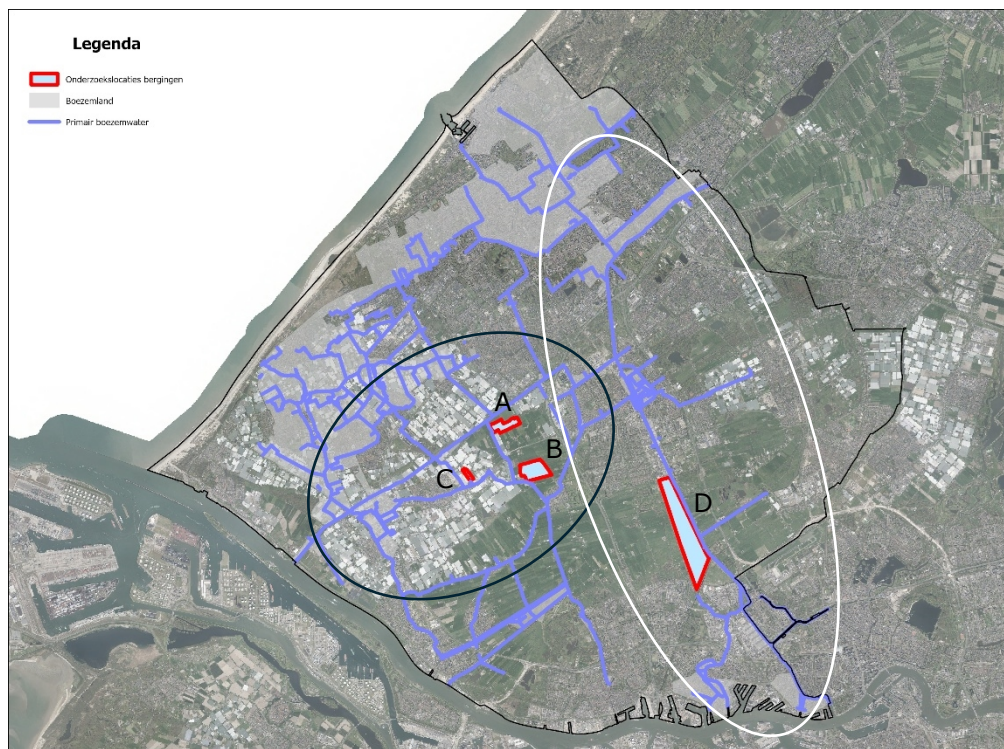 Legenda
Onderzoekslocaties bergingen
Boezemland
Primair boezemwater
A
B
C
D